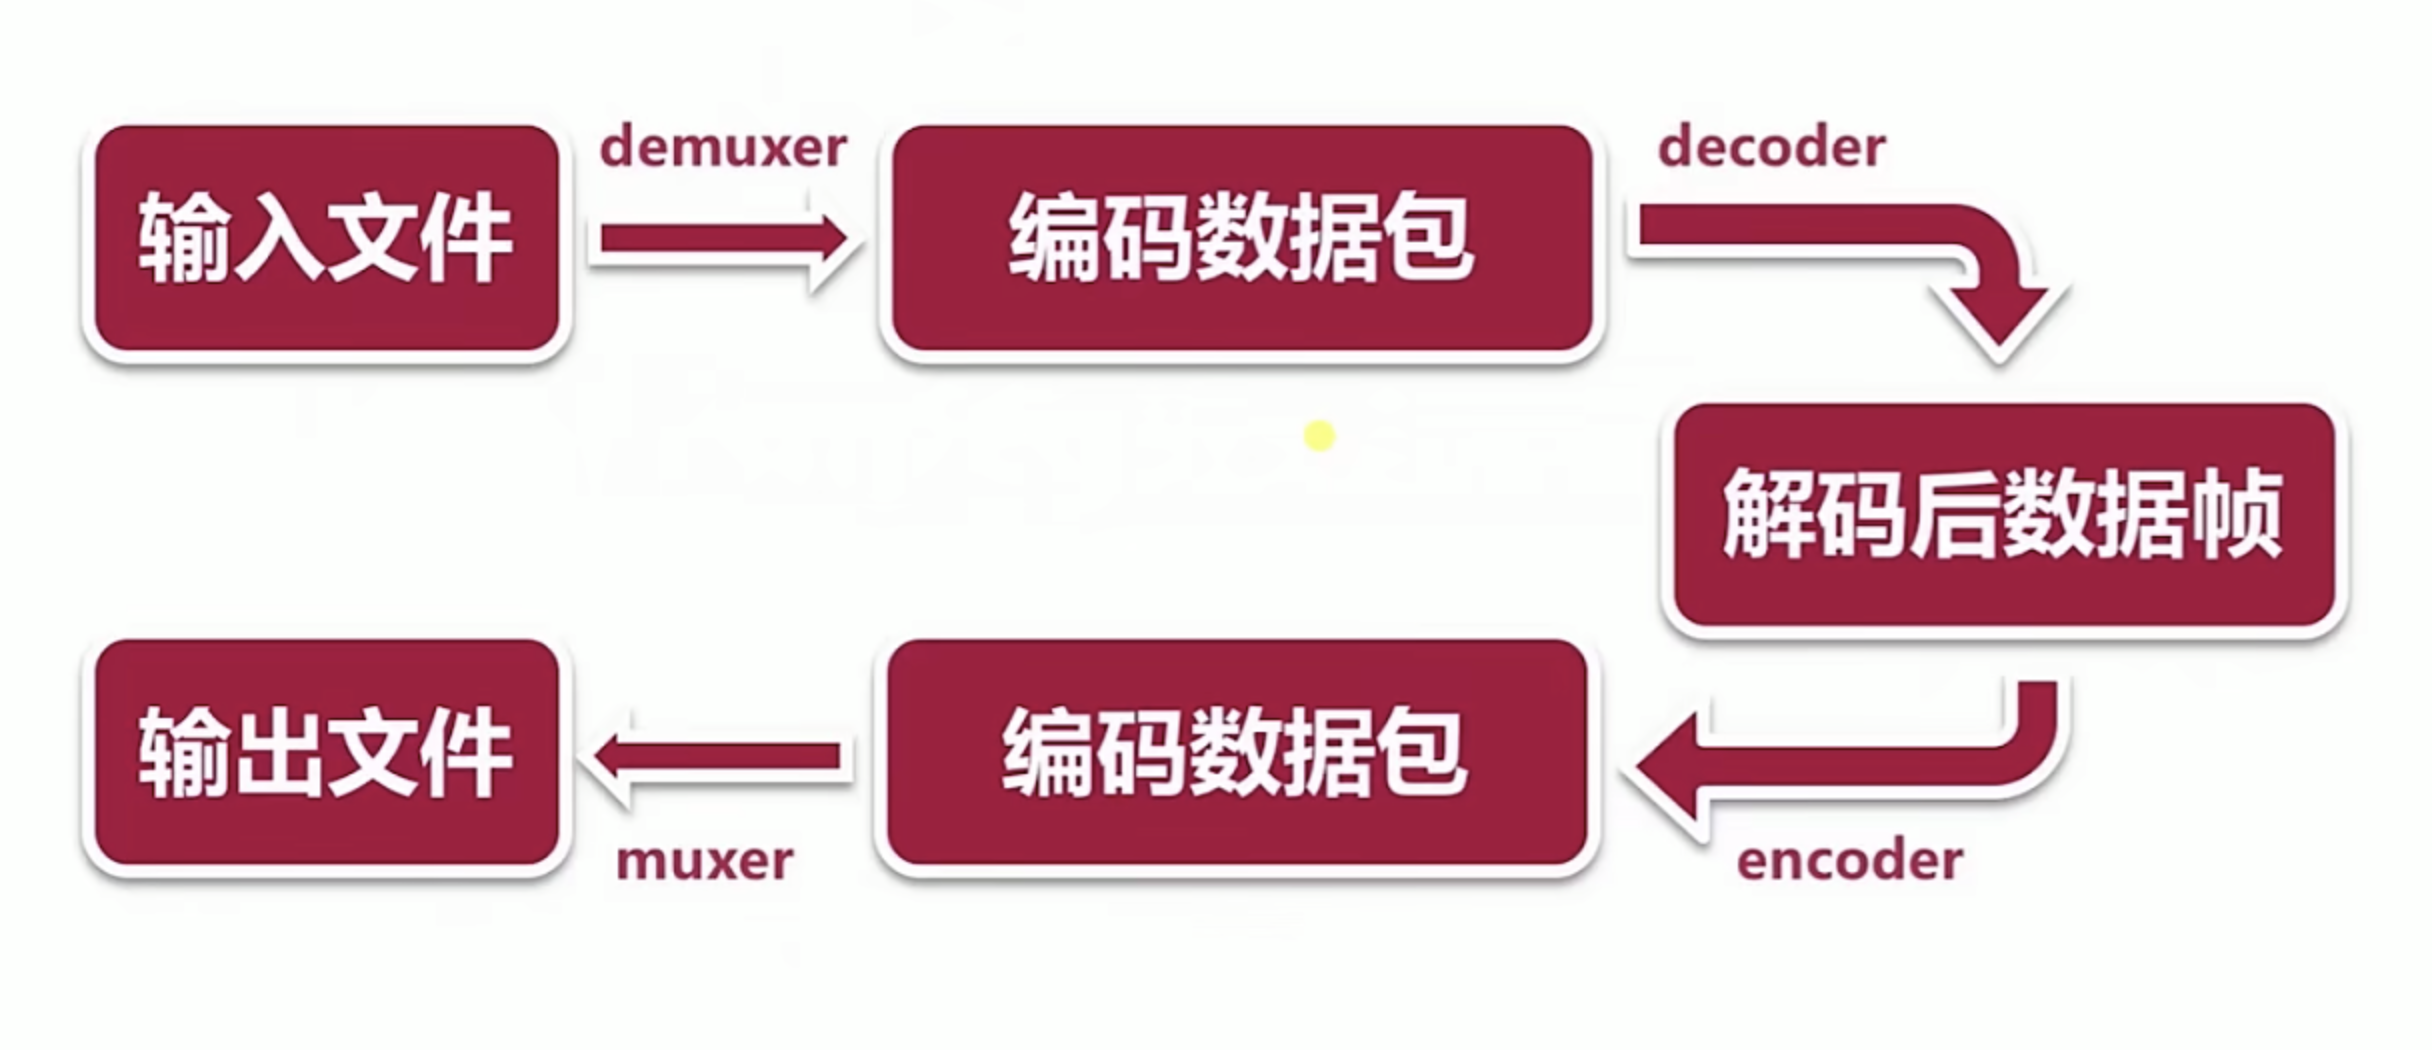 输入文件
demuxer
编码数据包
decoder
解码后数据帧
encoder
编码数据包
muxer
输出文件